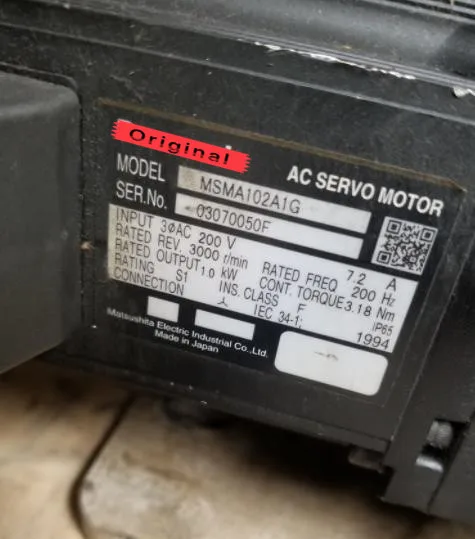 Original
AC SERVO MOTOR
MODEL MSMA102A1G
SER.No. 03070050F
INPUT 3øAC 200 V 7.2 A
RATED REV. 3000 r/min RATED FREQ 200 Hz
RATED OUTPUT 1.0 kW CONT. TORQUE 3.18 Nm
RATING S1 INS. CLASS F IP65
CONNECTION IEC 34-1; 1994
Matsushita Electric Industrial Co.,Ltd.
Made in Japan